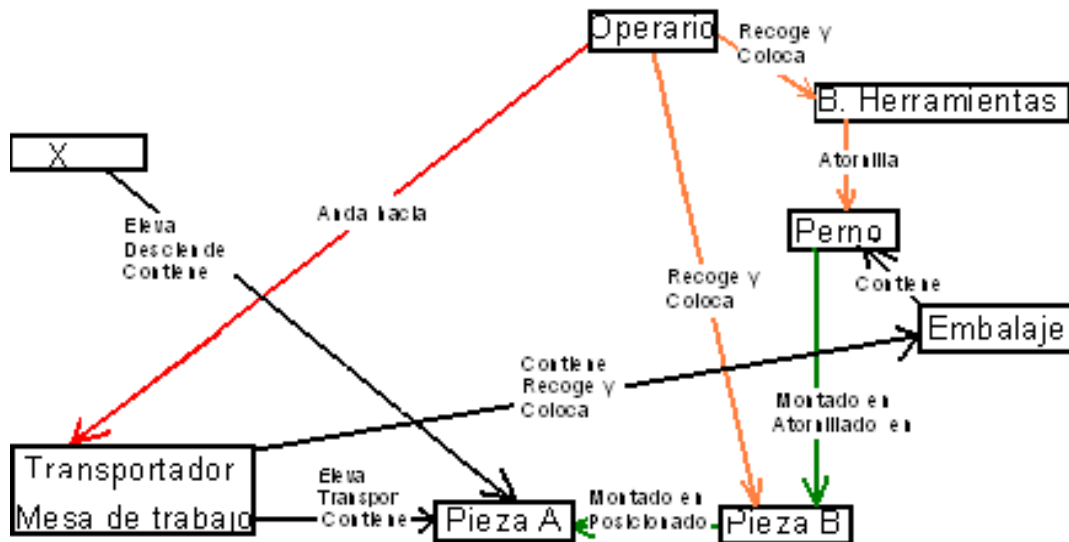 Operario
Recoge y
Coloca
B. Herramientas
X
Atornilla
Anda hacia
Eleva
Desciende
Contiene
Perno
Recoge y
Coloca
Contiene
Embalaje
Contiene
Recoge y
Coloca
Montado en
Atornillado en
Transportador
Mesa de trabajo
Eleva
Transpor
Contiene
Pieza A
Montado en
Posicionado
Pieza B